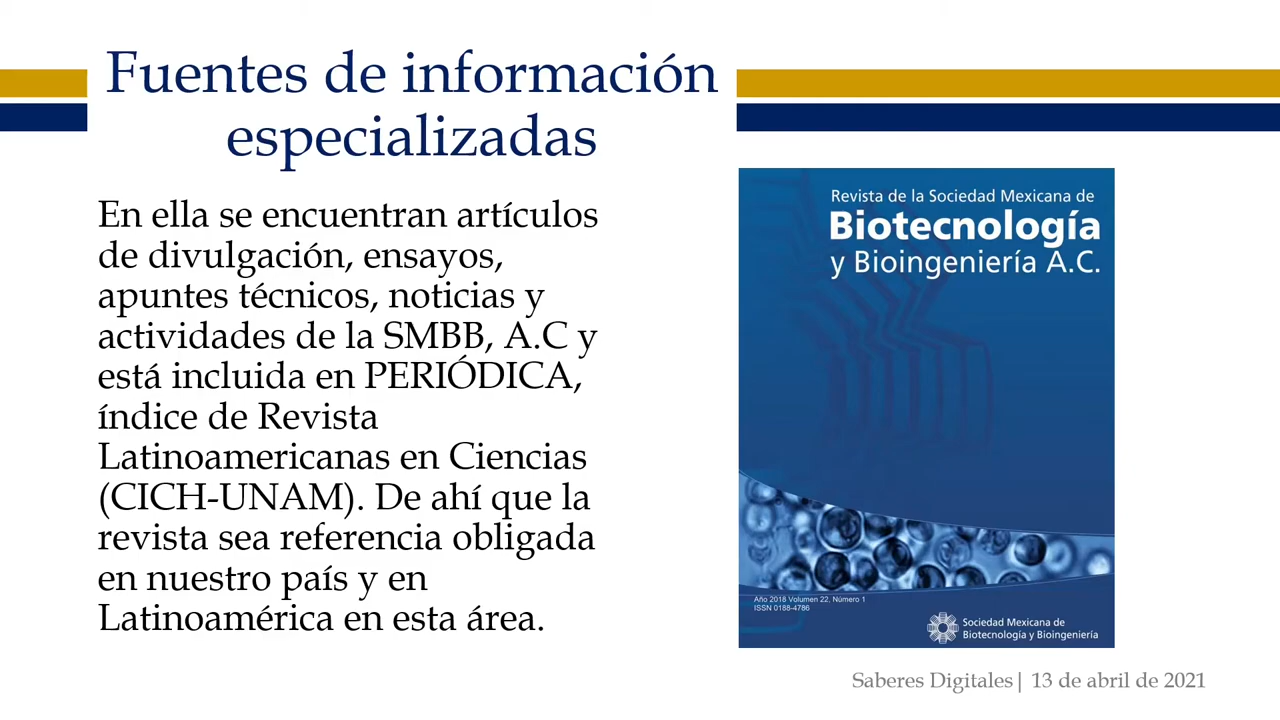 Fuentes de información
especializadas
En ella se encuentran artículos
de divulgación, ensayos,
apuntes técnicos, noticias y
actividades de la SMBB, A.C y
está incluida en PERIÓDICA,
índice de Revista
Latinoamericanas en Ciencias
(CICH-UNAM). De ahí que la
revista sea referencia obligada
en nuestro país y en
Latinoamérica en esta área.
Revista de la Sociedad Mexicana de
Biotecnología
y Bioingeniería A.C.
Año 2018 Volumen 22, Número 1
ISSN 0188-4786
Sociedad Mexicana de
Biotecnología y Bioingeniería
Saberes Digitales| 13 de abril de 2021